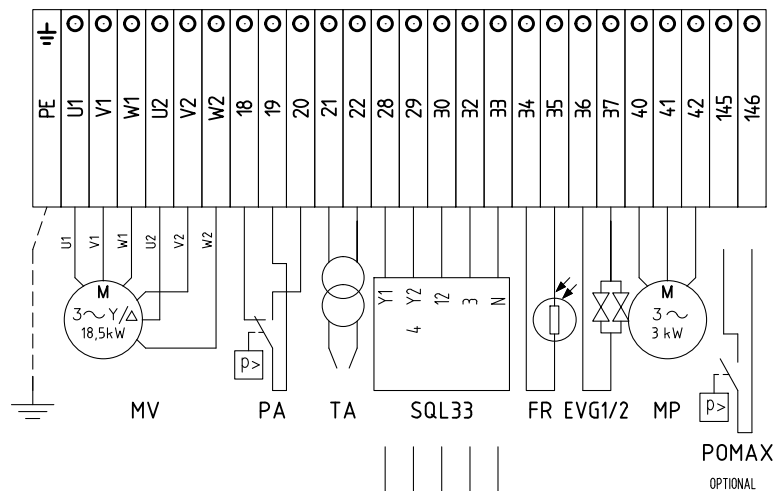 PE U1 V1 W1 U2 V2 W2 18 19 20 21 22 28 29 30 32 33 34 35 36 37 40 41 42 145 146
U1 V1 W1 U2 V2 W2
M
3~ Y/△
18,5kW
p>
Y1 Y2 12 3 N
4
M
3~
3 kW
p>
MV PA TA SQL33 FR EVG1/2 MP
POMAX
OPTIONAL